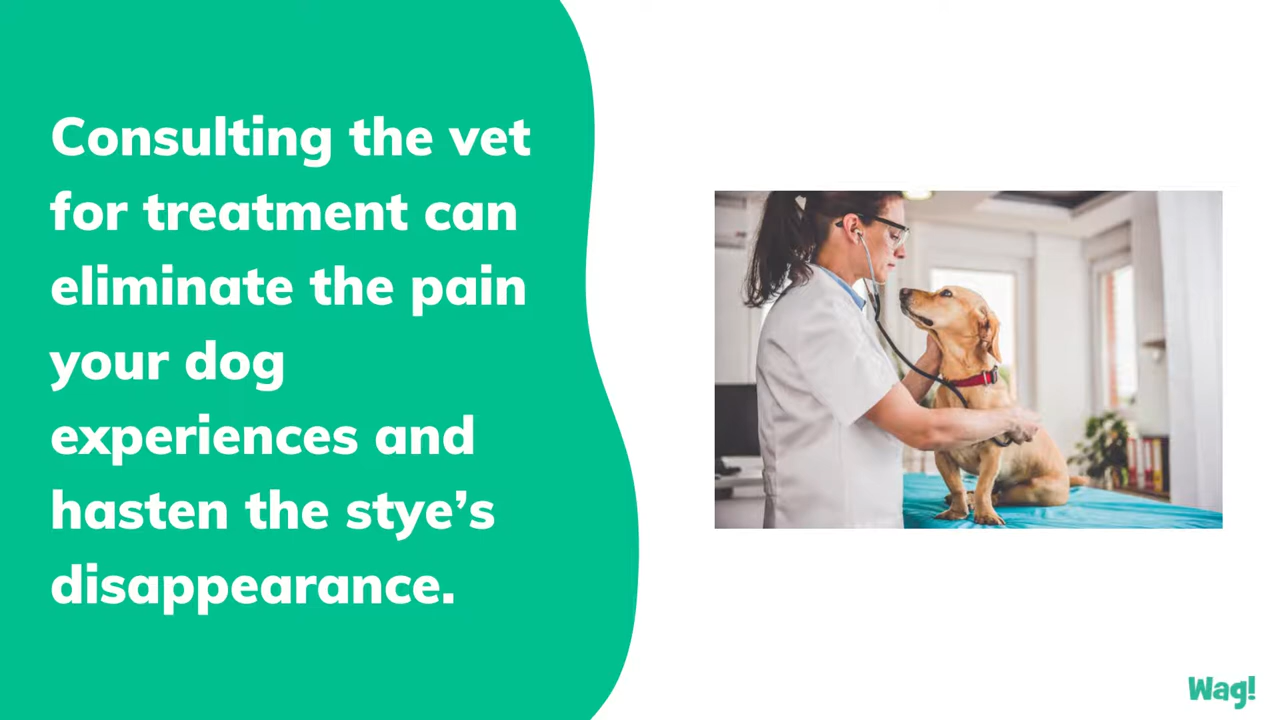 Consulting the vet
for treatment can
eliminate the pain
your dog
experiences and
hasten the stye’s
disappearance.
Wag!